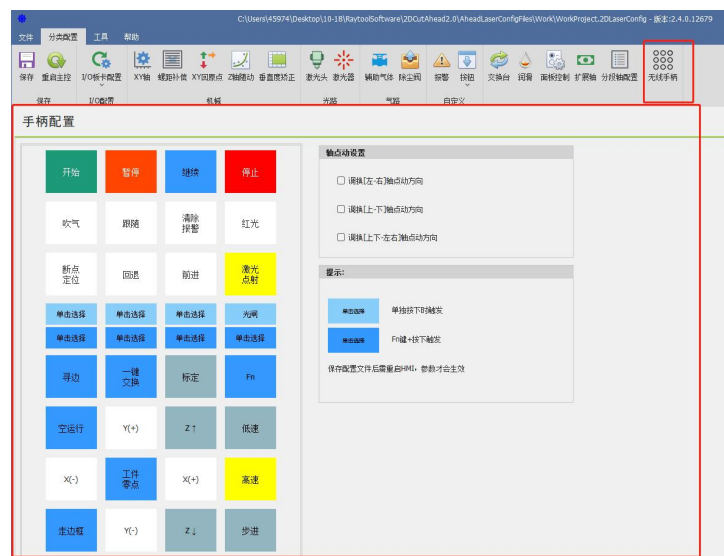 C:\Users\45974\Desktop\10-18\RaytoolSoftware\2DCutAhead2.0\AheadLaserConfigFiles\Work\WorkProject.2DLaserConfig - 版本:2.4.0.12679
文件 分类配置 工具 帮助
保存 重启主控 I/O板卡配置 XY轴 螺距补偿 XY回原点 Z轴随动 垂直度矫正 激光头 激光器 辅助气体 除尘阀 报警 按钮 交换台 润滑 面板控制 扩展轴 分段轴配置 无线手柄
保存 I/O配置 机械 光路 气路 自定义
手柄配置
开始 暂停 继续 停止
吹气 跟随 清除报警 红光
断点定位 回退 前进 激光点射
单击选择 单击选择 单击选择 光闸
单击选择 单击选择 单击选择 单击选择
寻边 一键交换 标定 Fn
空运行 Y(+) Z↑ 低速
X(-) 工件零点 X(+) 高速
走边框 Y(-) Z↓ 步进
轴点动设置
调换[左-右]轴点动方向
调换[上-下]轴点动方向
调换[上下-左右]轴点动方向
提示:
单击选择 单独按下时触发
单击选择 Fn键+按下触发
保存配置文件后需重启HMI，参数才会生效